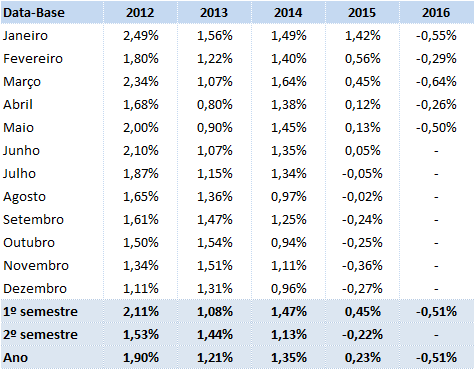 Data-Base 2012 2013 2014 2015 2016
Janeiro 2,49% 1,56% 1,49% 1,42% -0,55%
Fevereiro 1,80% 1,22% 1,40% 0,56% -0,29%
Março 2,34% 1,07% 1,64% 0,45% -0,64%
Abril 1,68% 0,80% 1,38% 0,12% -0,26%
Maio 2,00% 0,90% 1,45% 0,13% -0,50%
Junho 2,10% 1,07% 1,35% 0,05% -
Julho 1,87% 1,15% 1,34% -0,05% -
Agosto 1,65% 1,36% 0,97% -0,02% -
Setembro 1,61% 1,47% 1,25% -0,24% -
Outubro 1,50% 1,54% 0,94% -0,25% -
Novembro 1,34% 1,51% 1,11% -0,36% -
Dezembro 1,11% 1,31% 0,96% -0,27% -
1º semestre 2,11% 1,08% 1,47% 0,45% -0,51%
2º semestre 1,53% 1,44% 1,13% -0,22% -
Ano 1,90% 1,21% 1,35% 0,23% -0,51%